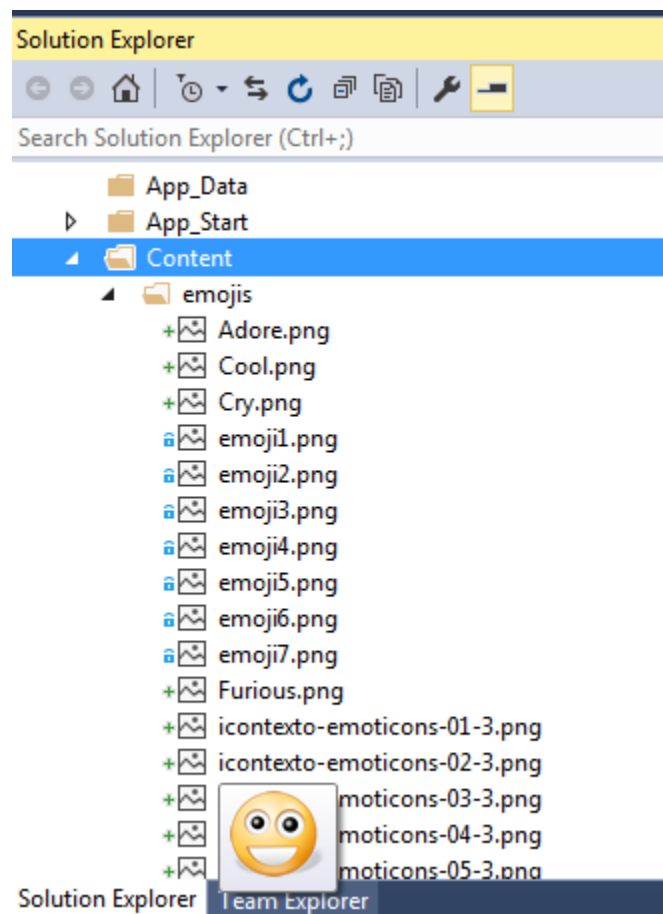 Solution Explorer
Search Solution Explorer (Ctrl+;)
App_Data
App_Start
Content
emojis
Adore.png
Cool.png
Cry.png
emoji1.png
emoji2.png
emoji3.png
emoji4.png
emoji5.png
emoji6.png
emoji7.png
Furious.png
icontexto-emoticons-01-3.png
icontexto-emoticons-02-3.png
moticons-03-3.png
moticons-04-3.png
moticons-05-3.png
Solution Explorer Team Explorer